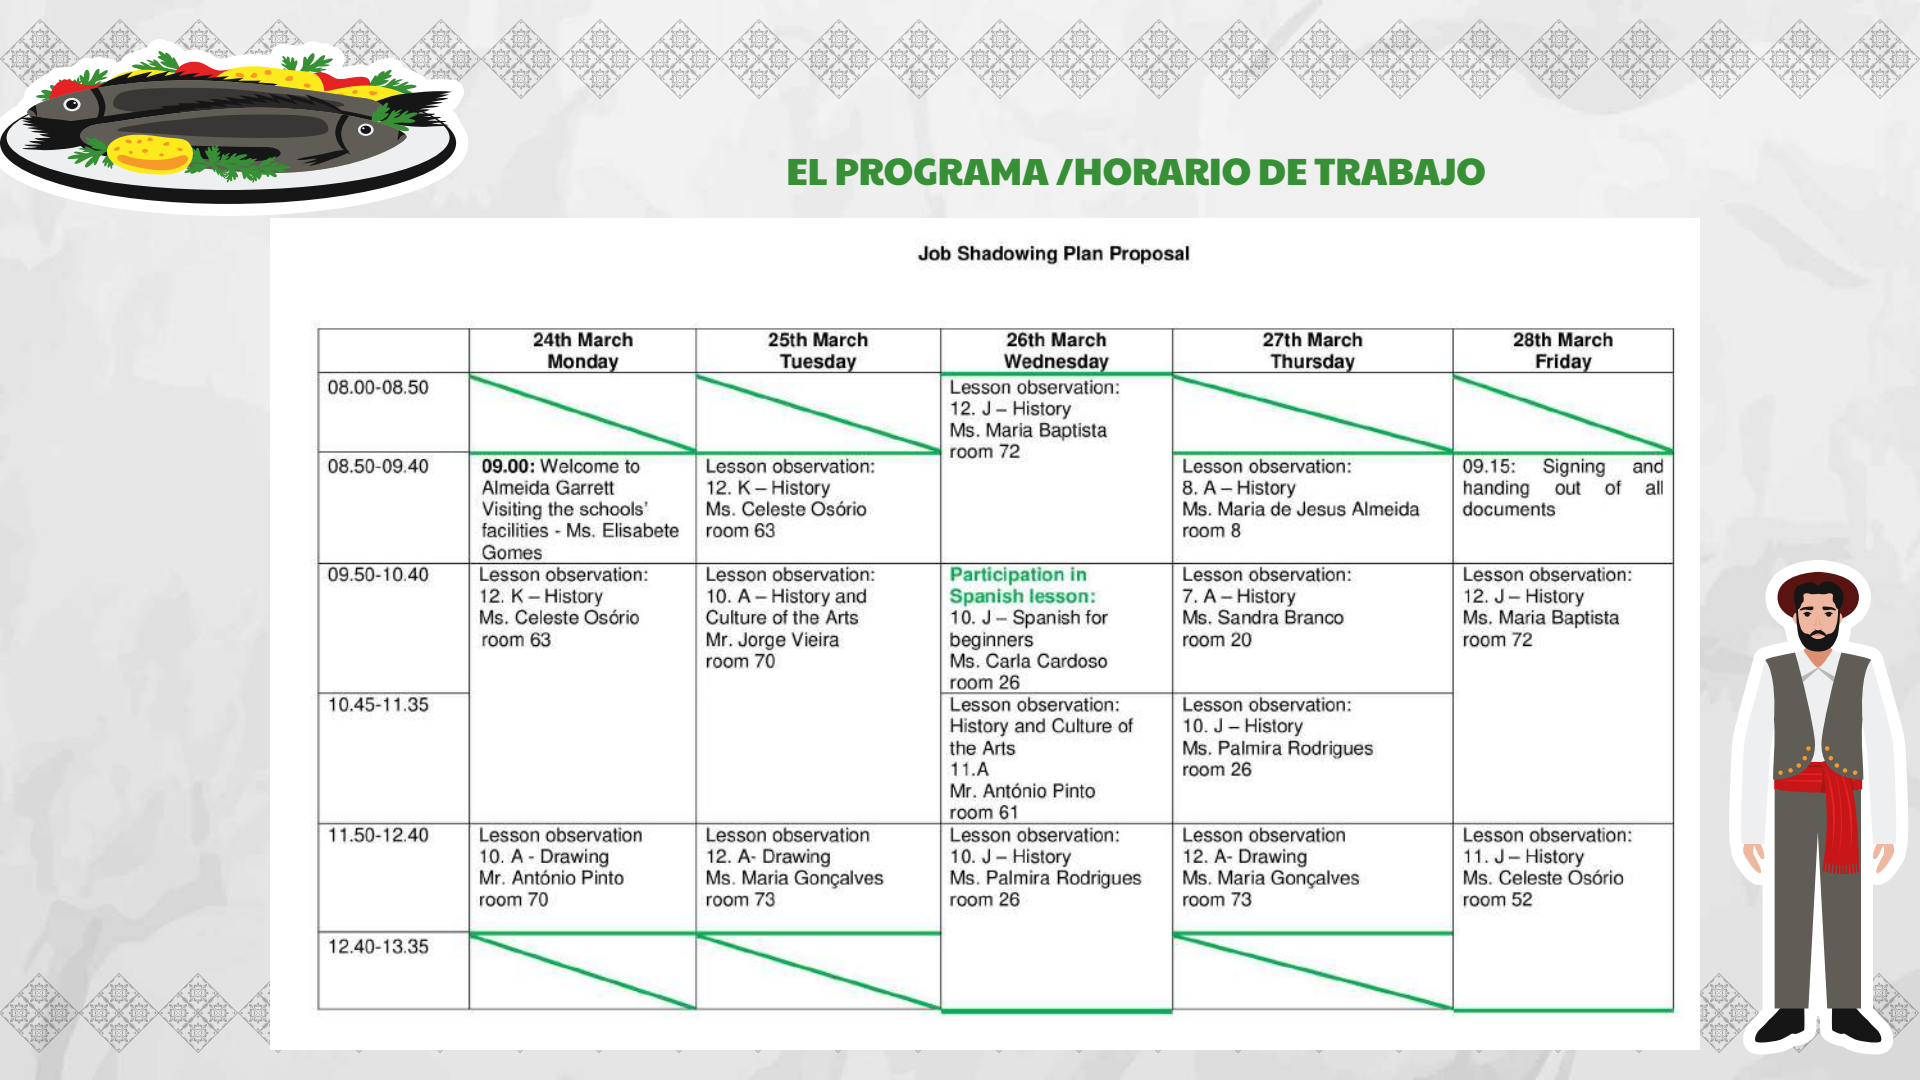 EL PROGRAMA /HORARIO DE TRABAJO
Job Shadowing Plan Proposal
24th March
Monday
25th March
Tuesday
26th March
Wednesday
27th March
Thursday
28th March
Friday
08.00-08.50
Lesson observation:
12. J – History
Ms. Maria Baptista
room 72
08.50-09.40
09.00: Welcome to
Almeida Garrett
Visiting the schools’
facilities - Ms. Elisabete
Gomes
Lesson observation:
12. K – History
Ms. Celeste Osório
room 63
Lesson observation:
8. A – History
Ms. Maria de Jesus Almeida
room 8
09.15: Signing and
handing out of all
documents
09.50-10.40
Lesson observation:
12. K – History
Ms. Celeste Osório
room 63
Lesson observation:
10. A – History and
Culture of the Arts
Mr. Jorge Vieira
room 70
Participation in
Spanish lesson:
10. J – Spanish for
beginners
Ms. Carla Cardoso
room 26
Lesson observation:
7. A – History
Ms. Sandra Branco
room 20
Lesson observation:
12. J – History
Ms. Maria Baptista
room 72
10.45-11.35
Lesson observation:
History and Culture of
the Arts
11.A
Mr. António Pinto
room 61
Lesson observation:
10. J – History
Ms. Palmira Rodrigues
room 26
11.50-12.40
Lesson observation
10. A - Drawing
Mr. António Pinto
room 70
Lesson observation
12. A- Drawing
Ms. Maria Gonçalves
room 73
Lesson observation:
10. J – History
Ms. Palmira Rodrigues
room 26
Lesson observation
12. A- Drawing
Ms. Maria Gonçalves
room 73
Lesson observation:
11. J – History
Ms. Celeste Osório
room 52
12.40-13.35